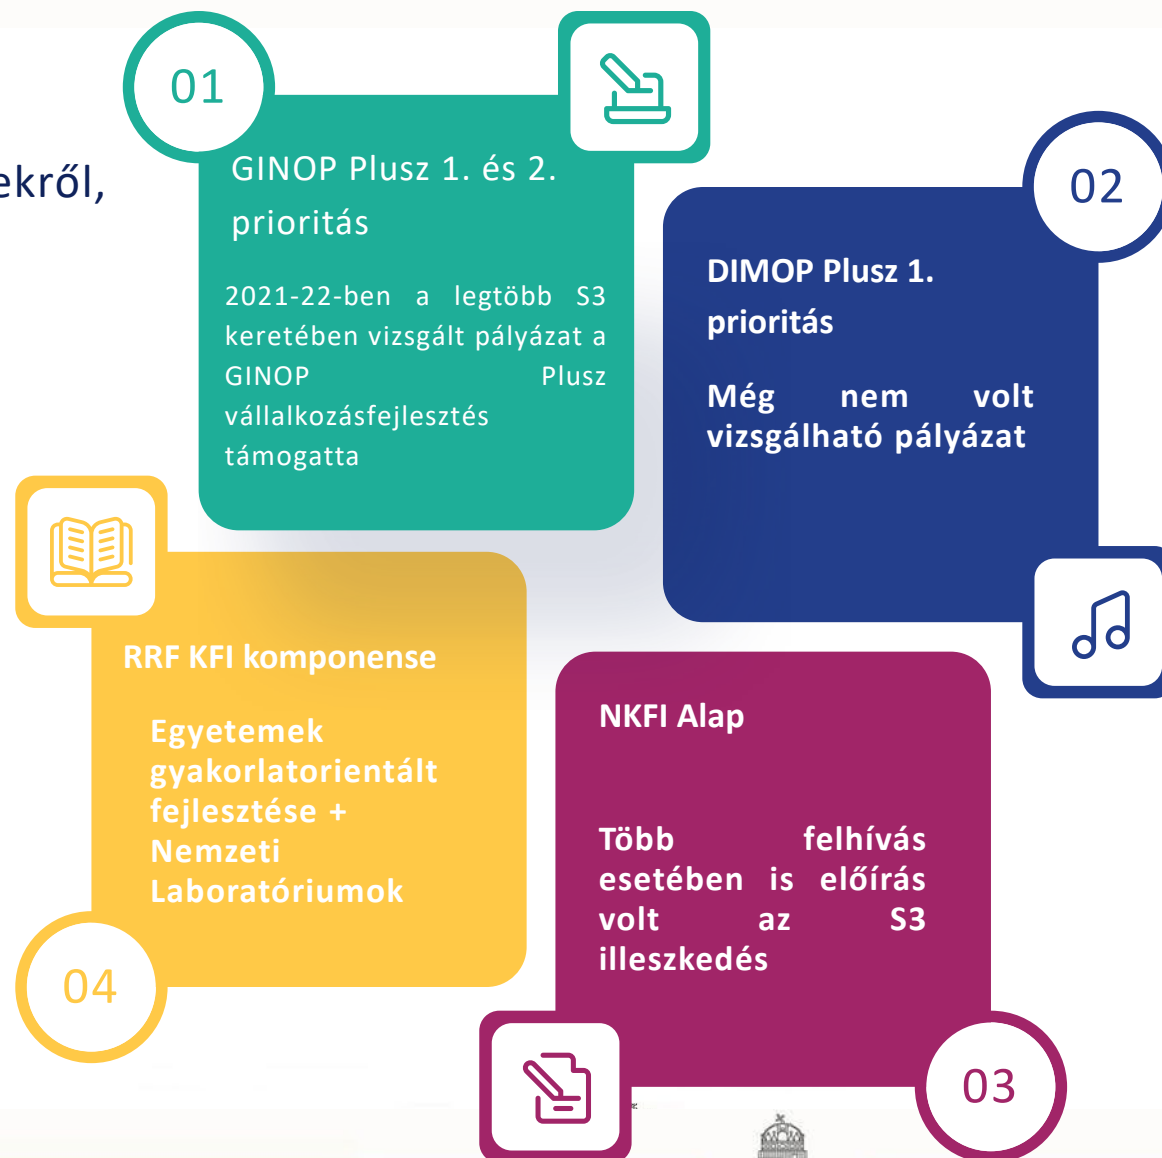 ekről,
01
GINOP Plusz 1. és 2.
prioritás
2021-22-ben a legtöbb S3
keretében vizsgált pályázat a
GINOP Plusz
vállalkozásfejlesztés
támogatta
02
DIMOP Plusz 1.
prioritás
Még nem volt
vizsgálható pályázat
RRF KFI komponense
Egyetemek
gyakorlatorientált
fejlesztése +
Nemzeti
Laboratóriumok
04
NKFI Alap
Több felhívás
esetében is előírás
volt az S3
illeszkedés
03